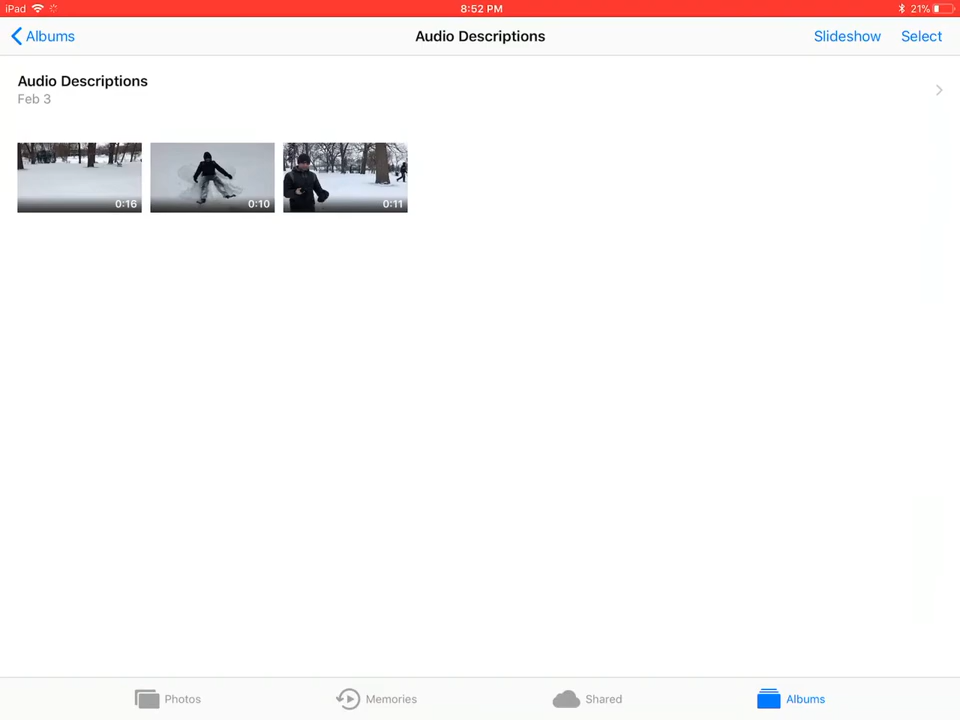 iPad 8:52 PM 21%
Albums Audio Descriptions Slideshow Select
Audio Descriptions
Feb 3
0:16 0:10 0:11
Photos Memories Shared Albums